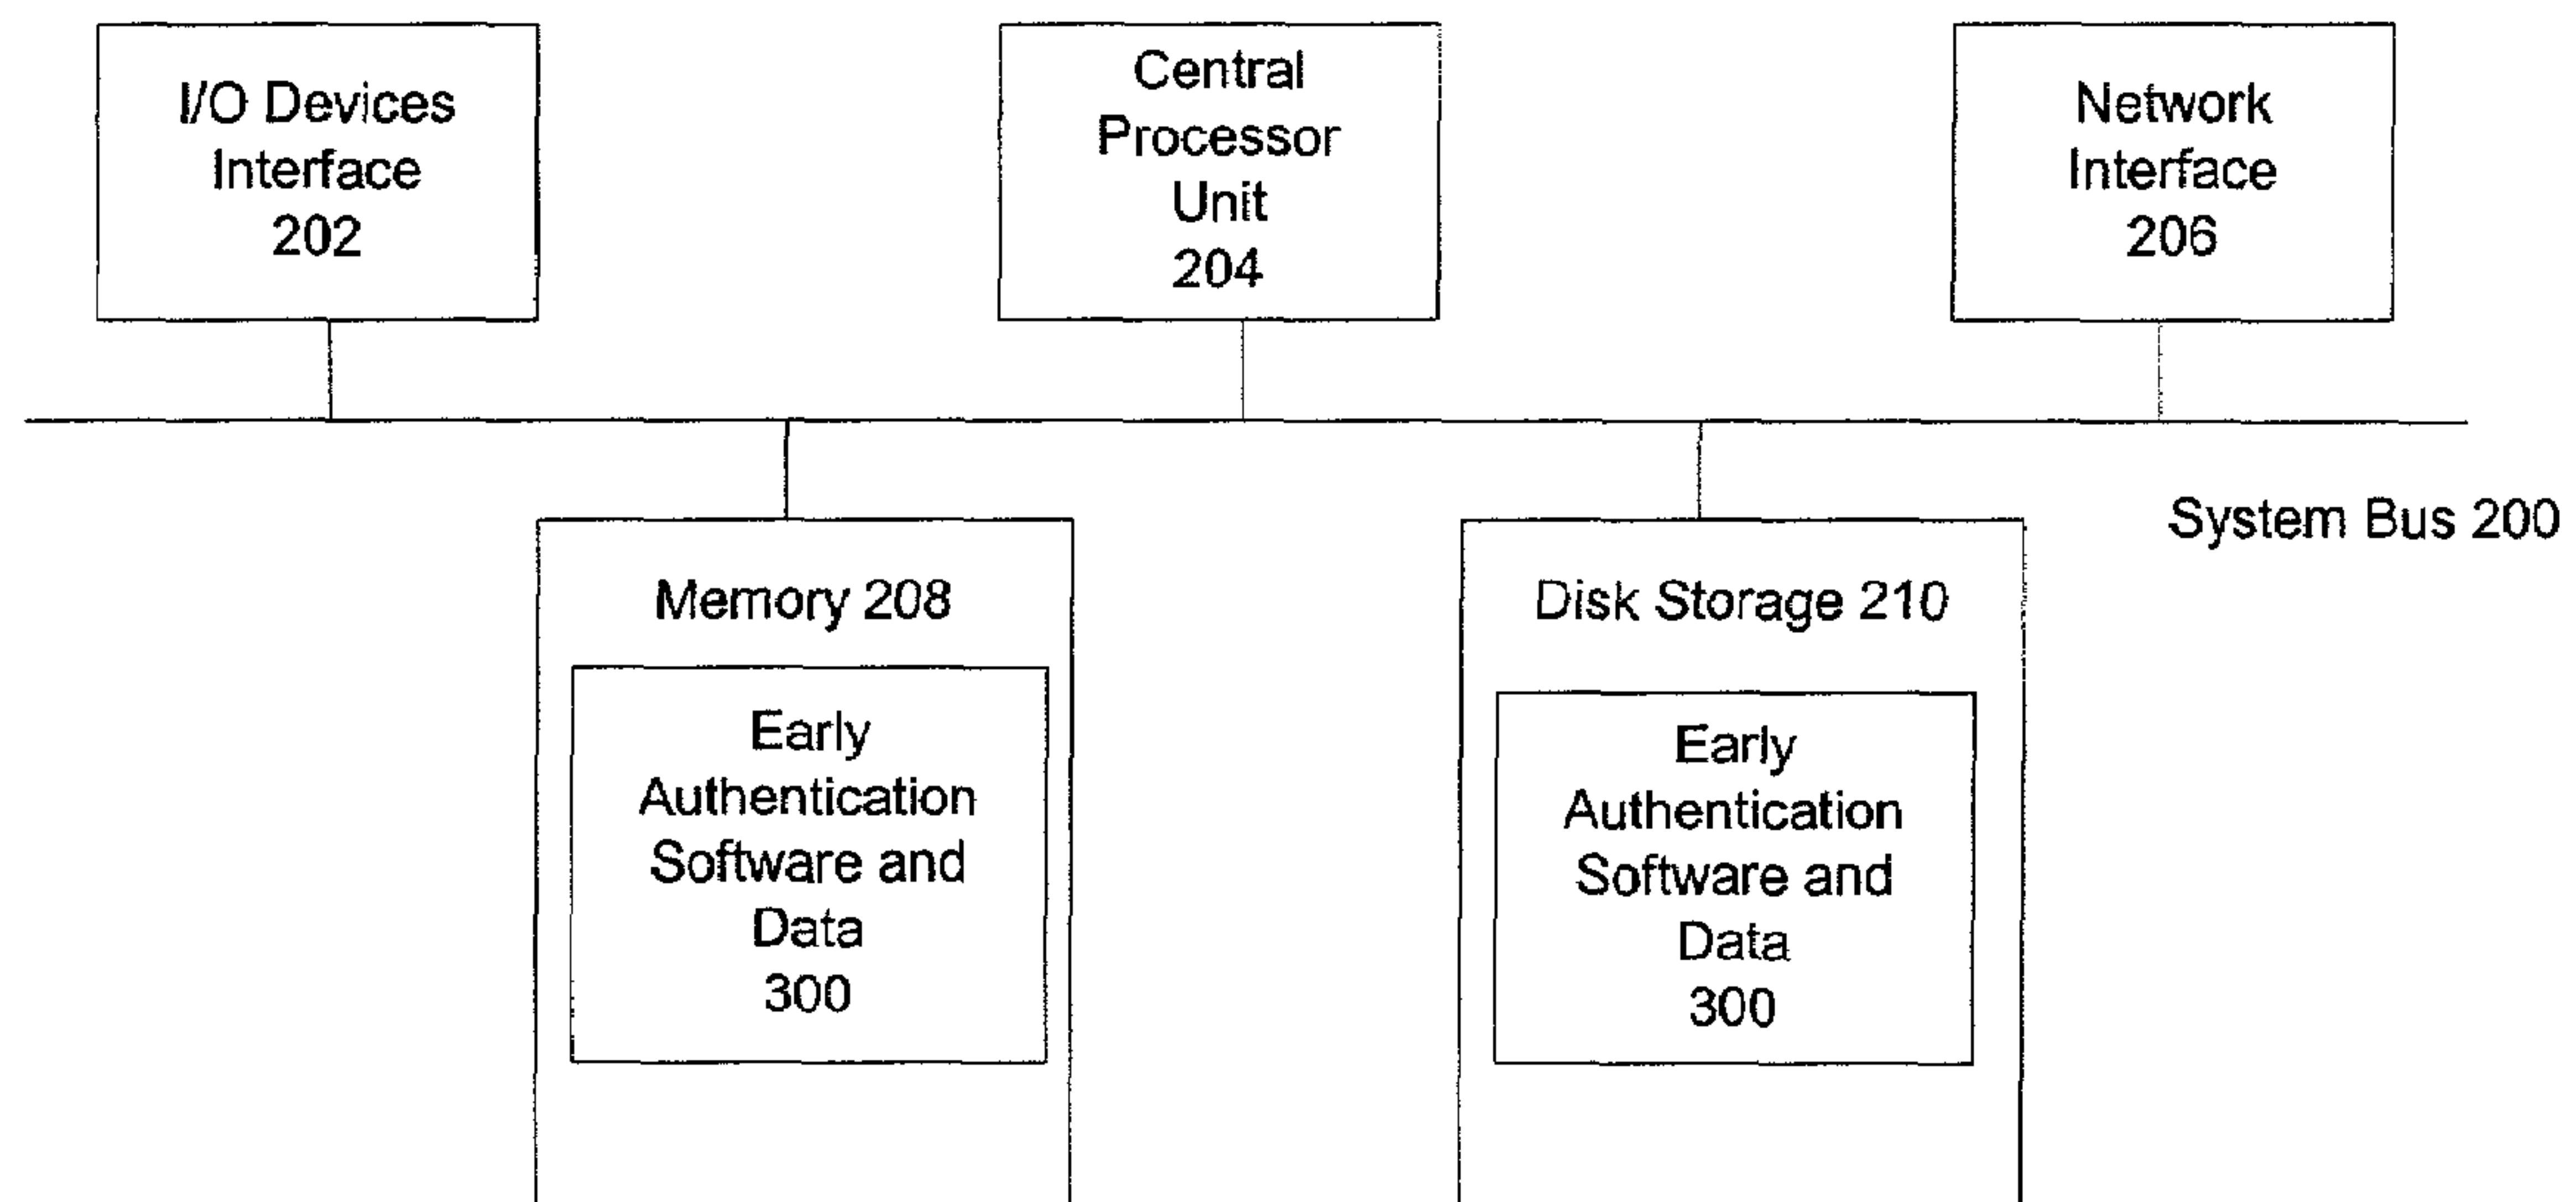 I/O Devices
Interface
202
Central
Processor
Unit
204
Network
Interface
206
System Bus 200
Memory 208
Early
Authentication
Software and
Data
300
Disk Storage 210
Early
Authentication
Software and
Data
300